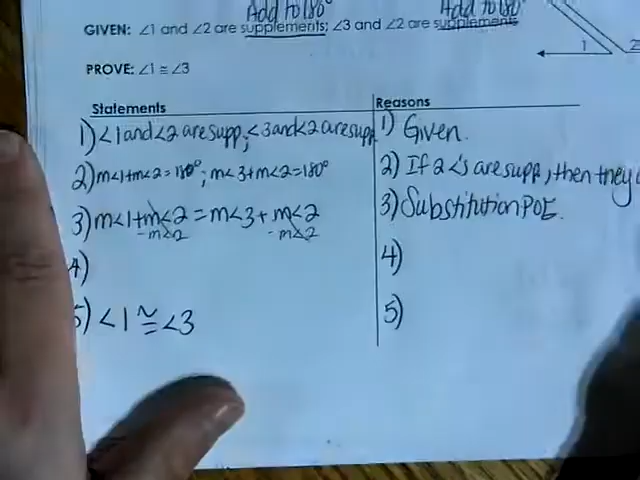 Add to 180° Add to 180°
GIVEN: ∠1 and ∠2 are supplements; ∠3 and ∠2 are supplements
1 2
PROVE: ∠1 ≅ ∠3
Statements Reasons
1) <1 and <2 are supp, <3 and <2 are supp 1) Given.
2) m<1+m<2=180°; m<3+m<2=180° 2) If 2 <'s are supp, then they
3) m<1+m<2=m<3+m<2 3) Substitution POE.
-m<2 -m<2
4) 4)
5) <1 ≅ <3 5)